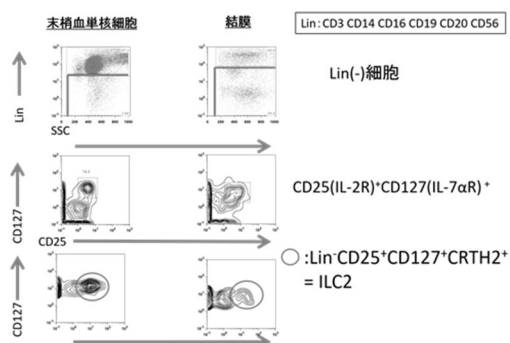 末梢血単核細胞
結膜
Lin：CD3 CD14 CD16 CD19 CD20 CD56
Lin
Lin(-)細胞
SSC
CD127
CD25(IL-2R)⁺CD127(IL-7αR)⁺
CD25
CD127
○:Lin⁻CD25⁺CD127⁺CRTH2⁺
= ILC2